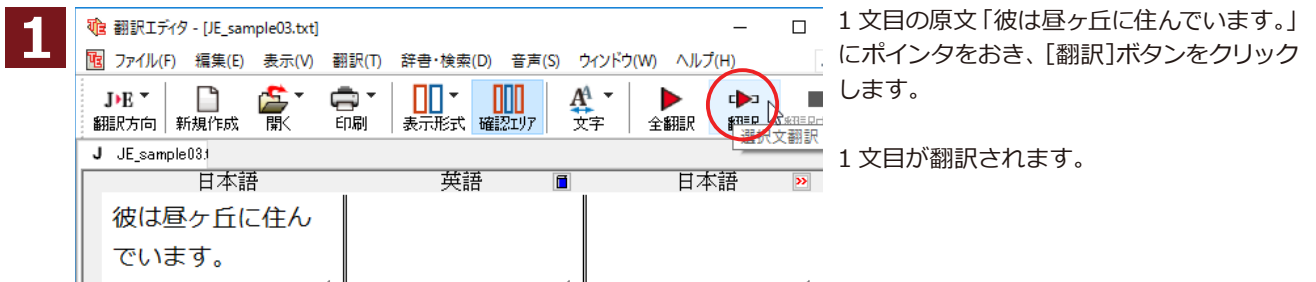 1
翻訳エディタ - [JE_sample03.txt]
ファイル(F) 編集(E) 表示(V) 翻訳(T) 辞書・検索(D) 音声(S) ウィンドウ(W) ヘルプ(H)
J▸E
翻訳方向 新規作成 開く 印刷 表示形式 確認エリア 文字 全翻訳 翻訳
選択文翻訳
J JE_sample03.t
日本語 英語 日本語
彼は昼ヶ丘に住ん
でいます。
1 文目の原文「彼は昼ヶ丘に住んでいます。」
にポインタをおき、[翻訳]ボタンをクリック
します。
1 文目が翻訳されます。